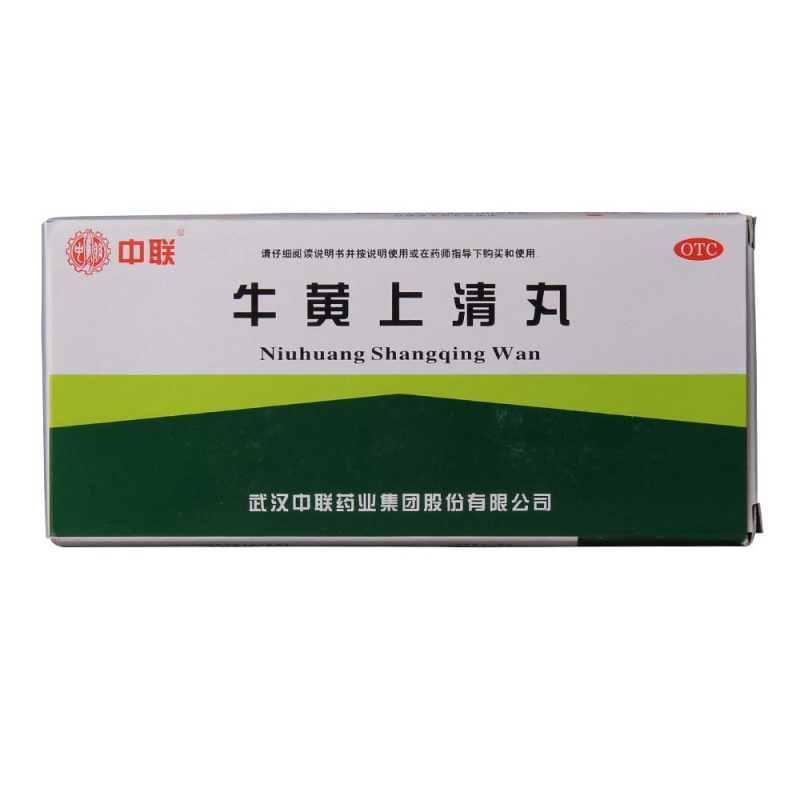 中联®
请仔细阅读说明书并按说明使用或在药师指导下购买和使用.
OTC
牛黄上清丸
Niuhuang Shangqing Wan
武汉中联药业集团股份有限公司